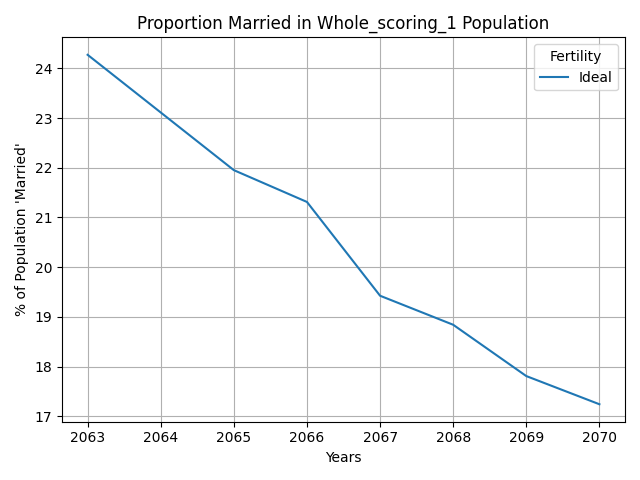 Proportion Married in Whole_scoring_1 Population
Fertility
Ideal
% of Population 'Married'
24
23
22
21
20
19
18
17
2063 2064 2065 2066 2067 2068 2069 2070
Years